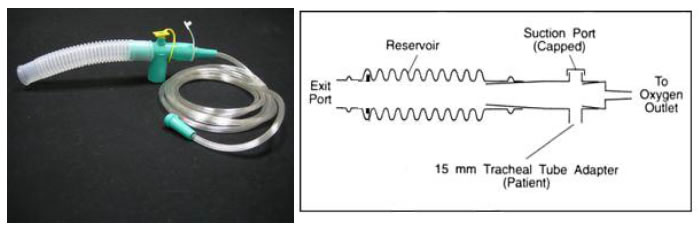 Reservoir
Suction Port
(Capped)
Exit
Port
To
Oxygen
Outlet
15 mm Tracheal Tube Adapter
(Patient)